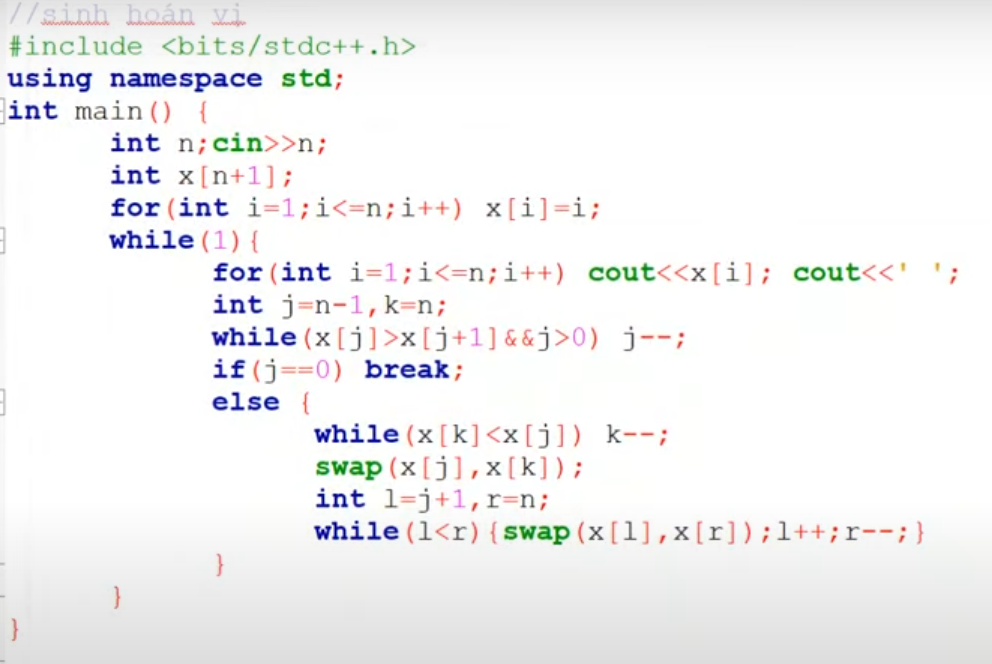 //sinh hoán vị
#include <bits/stdc++.h>
using namespace std;
int main() {
int n;cin>>n;
int x[n+1];
for(int i=1;i<=n;i++) x[i]=i;
while(1){
for(int i=1;i<=n;i++) cout<<x[i]; cout<<' ';
int j=n-1,k=n;
while(x[j]>x[j+1]&&j>0) j--;
if(j==0) break;
else {
while(x[k]<x[j]) k--;
swap(x[j],x[k]);
int l=j+1,r=n;
while(l<r){swap(x[l],x[r]);l++;r--;}
}
}
}